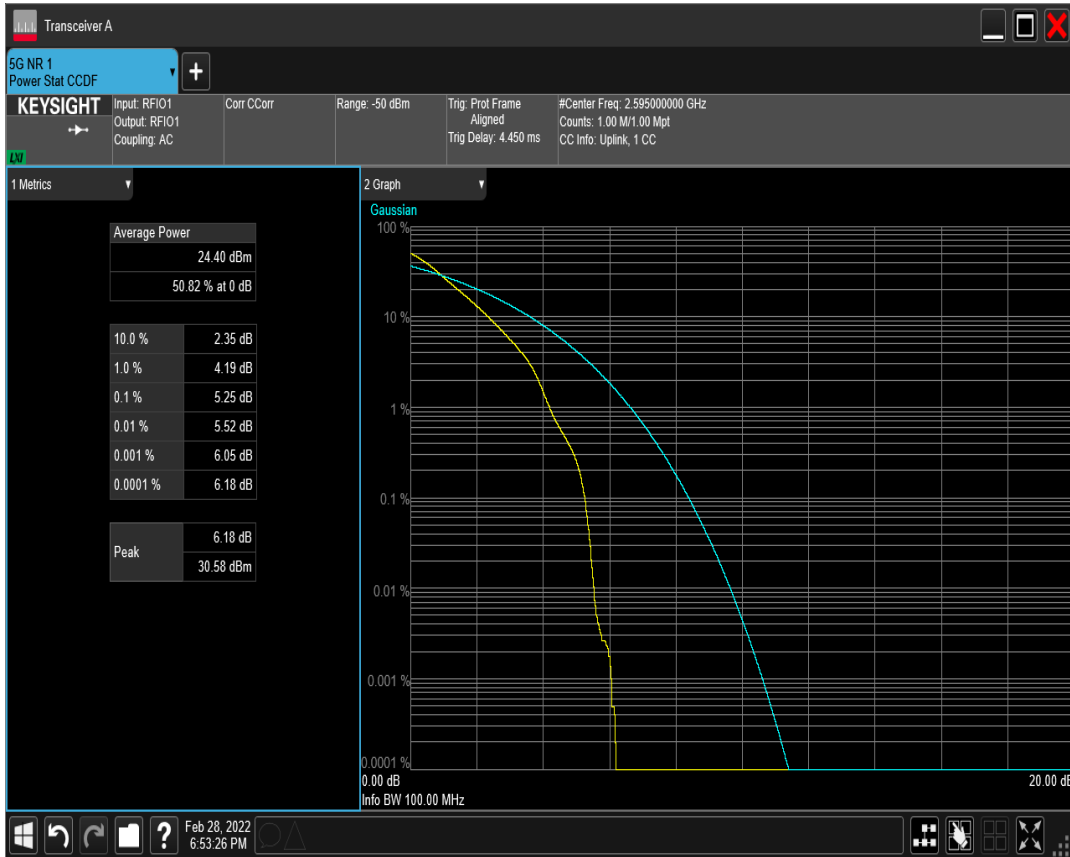 Transceiver A
5G NR 1
Power Stat CCDF
+
KEYSIGHT
LXI
Input: RFIO1
Output: RFIO1
Coupling: AC
Corr CCorr
Range: -50 dBm
Trig: Prot Frame
Aligned
Trig Delay: 4.450 ms
#Center Freq: 2.595000000 GHz
Counts: 1.00 M/1.00 Mpt
CC Info: Uplink, 1 CC
1 Metrics
Average Power
24.40 dBm
50.82 % at 0 dB
10.0 % 2.35 dB
1.0 % 4.19 dB
0.1 % 5.25 dB
0.01 % 5.52 dB
0.001 % 6.05 dB
0.0001 % 6.18 dB
Peak
6.18 dB
30.58 dBm
2 Graph
Gaussian
100 %
10 %
1 %
0.1 %
0.01 %
0.001 %
0.0001 %
0.00 dB 20.00 dB
Info BW 100.00 MHz
?
Feb 28, 2022
6:53:26 PM